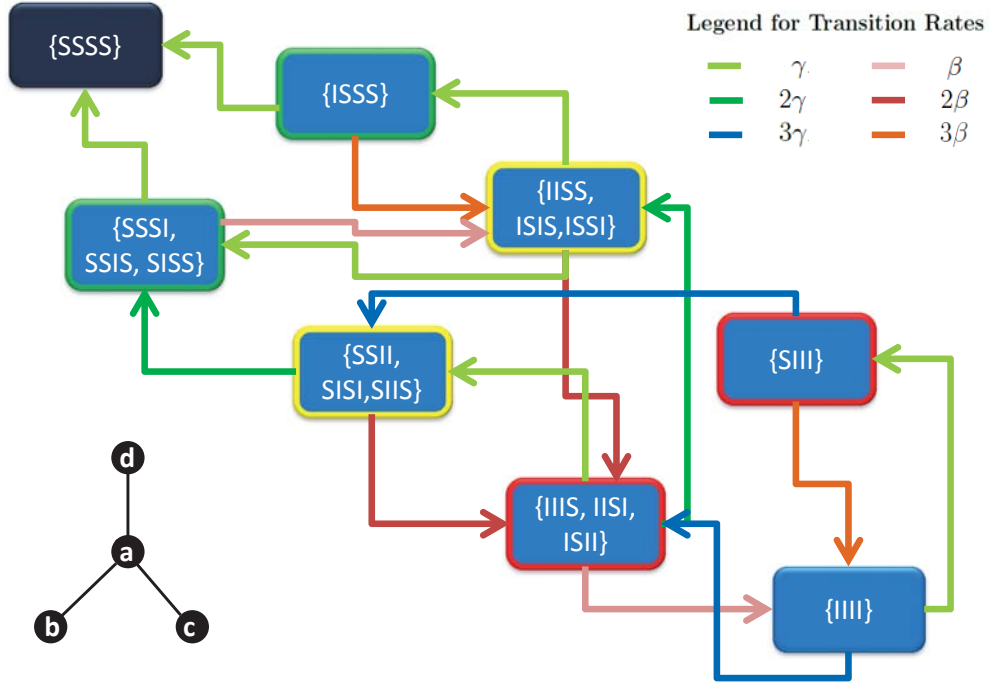 {SSSS}
Legend for Transition Rates
γ.
β
2γ
2β
3γ.
3β
{ISSS}
{IISS,
ISIS,ISSI}
{SSSI,
SSIS, SISS}
{SSII,
SISI,SIIS}
{SIII}
{IIIS, IISI,
ISII}
{IIII}
d
a
b
c